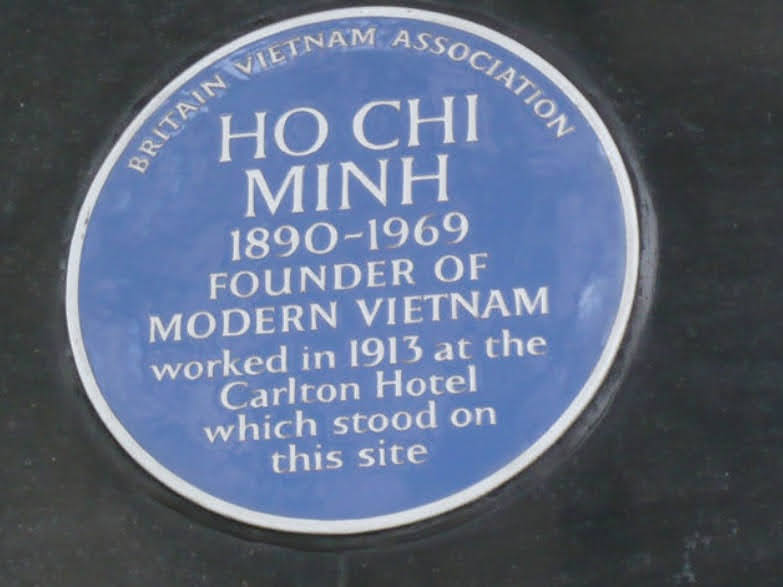 BRITAIN VIETNAM ASSOCIATION
HO CHI
MINH
1890-1969
FOUNDER OF
MODERN VIETNAM
worked in 1913 at the
Carlton Hotel
which stood on
this site